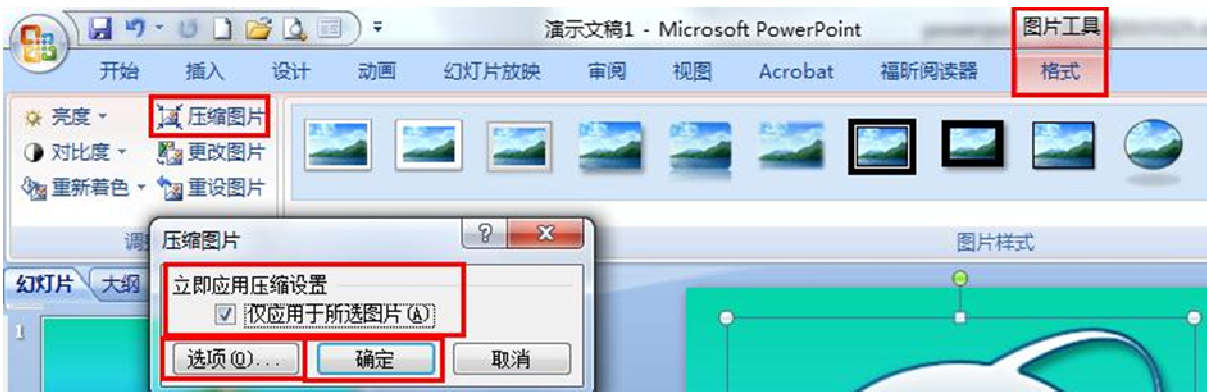 演示文稿1 - Microsoft PowerPoint
图片工具
开始 插入 设计 动画 幻灯片放映 审阅 视图 Acrobat 福昕阅读器 格式
亮度 压缩图片
对比度 更改图片
重新着色 重设图片
图片样式
压缩图片
幻灯片 大纲
立即应用压缩设置
仅应用于所选图片(A)
1
选项(O)... 确定 取消